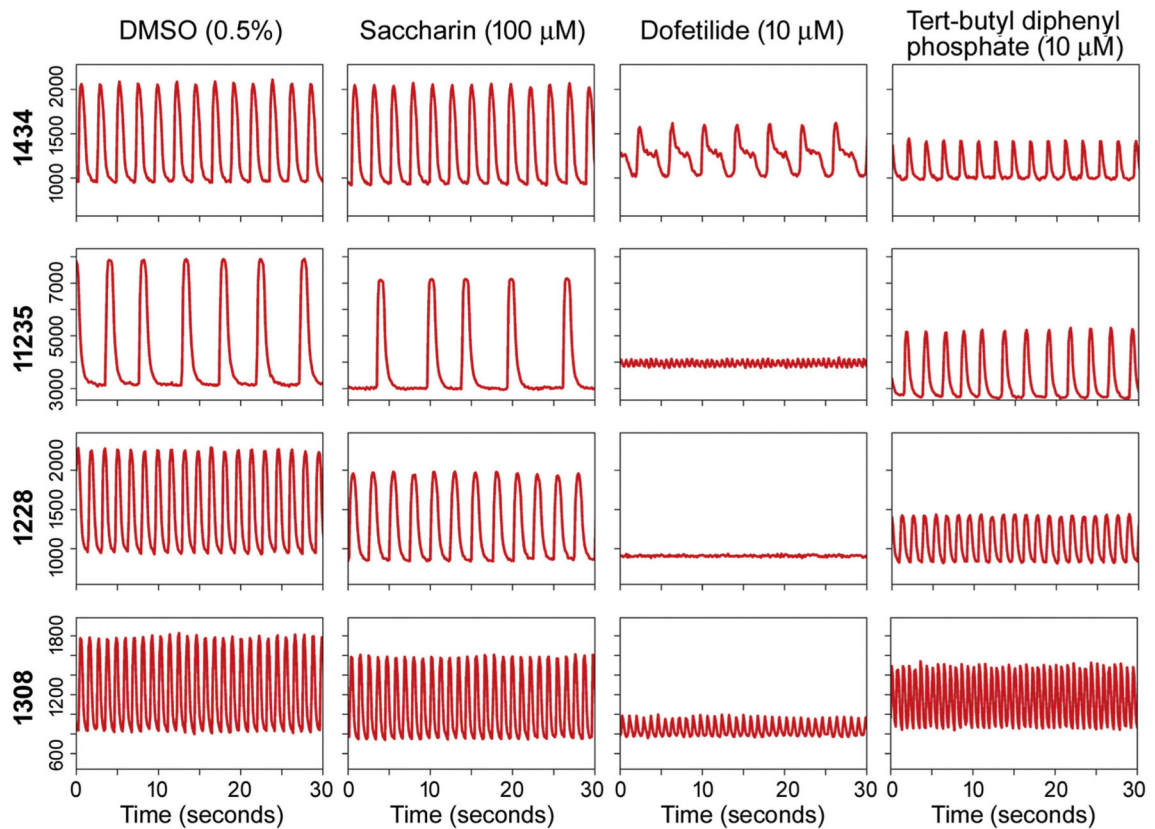 DMSO (0.5%)
Saccharin (100 µM)
Dofetilide (10 µM)
Tert-butyl diphenyl
phosphate (10 µM)
1434
2000
1500
1000
11235
7000
5000
3000
1228
2000
1500
1000
1308
1800
1200
600
0 10 20 30
0 10 20 30
0 10 20 30
0 10 20 30
Time (seconds)
Time (seconds)
Time (seconds)
Time (seconds)